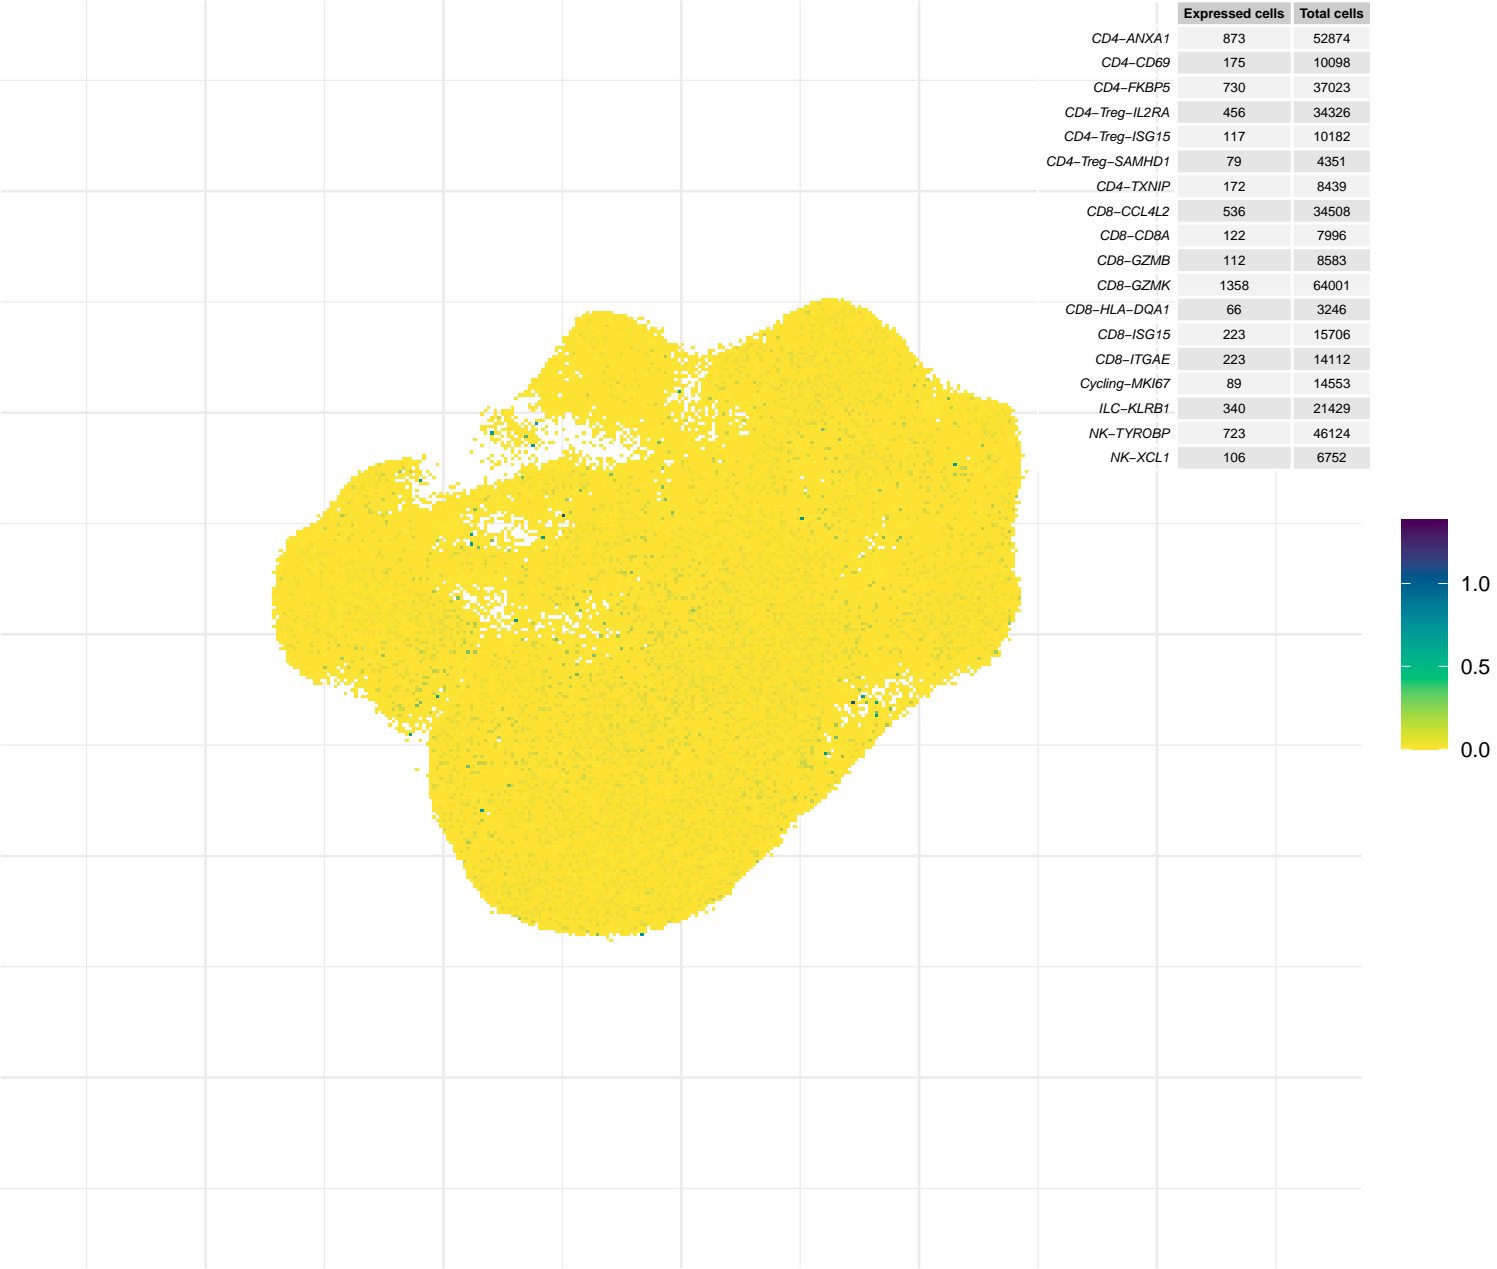 Expressed cells Total cells
CD4−ANXA1 873 52874
CD4−CD69 175 10098
CD4−FKBP5 730 37023
CD4−Treg−IL2RA 456 34326
CD4−Treg−ISG15 117 10182
CD4−Treg−SAMHD1 79 4351
CD4−TXNIP 172 8439
CD8−CCL4L2 536 34508
CD8−CD8A 122 7996
CD8−GZMB 112 8583
CD8−GZMK 1358 64001
CD8−HLA−DQA1 66 3246
CD8−ISG15 223 15706
CD8−ITGAE 223 14112
Cycling−MKI67 89 14553
ILC−KLRB1 340 21429
NK−TYROBP 723 46124
NK−XCL1 106 6752
1.0
0.5
0.0